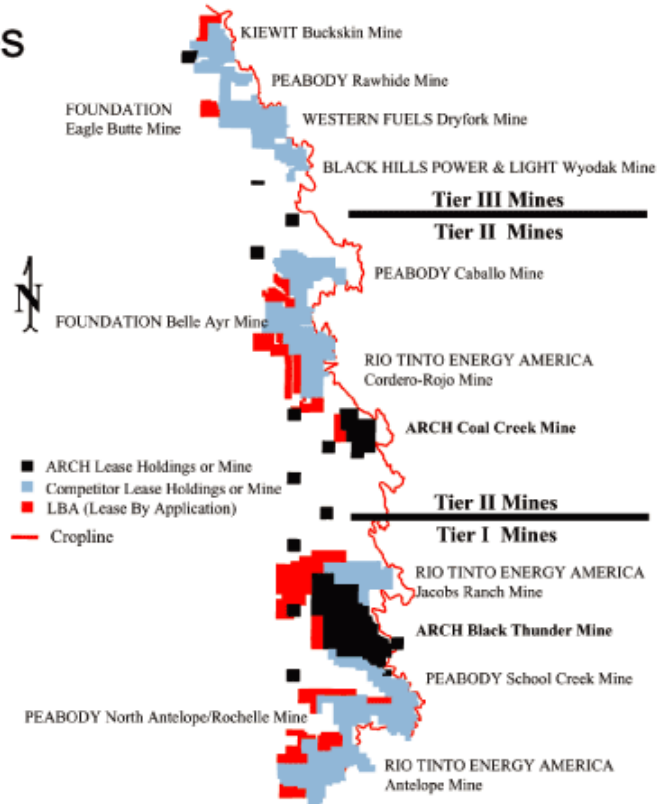 S
KIEWIT Buckskin Mine
PEABODY Rawhide Mine
FOUNDATION
Eagle Butte Mine
WESTERN FUELS Dryfork Mine
BLACK HILLS POWER & LIGHT Wyodak Mine
Tier III Mines
Tier II Mines
PEABODY Caballo Mine
N
FOUNDATION Belle Ayr Mine
RIO TINTO ENERGY AMERICA
Cordero-Rojo Mine
ARCH Coal Creek Mine
ARCH Lease Holdings or Mine
Competitor Lease Holdings or Mine
LBA (Lease By Application)
Cropline
Tier II Mines
Tier I Mines
RIO TINTO ENERGY AMERICA
Jacobs Ranch Mine
ARCH Black Thunder Mine
PEABODY School Creek Mine
PEABODY North Antelope/Rochelle Mine
RIO TINTO ENERGY AMERICA
Antelope Mine